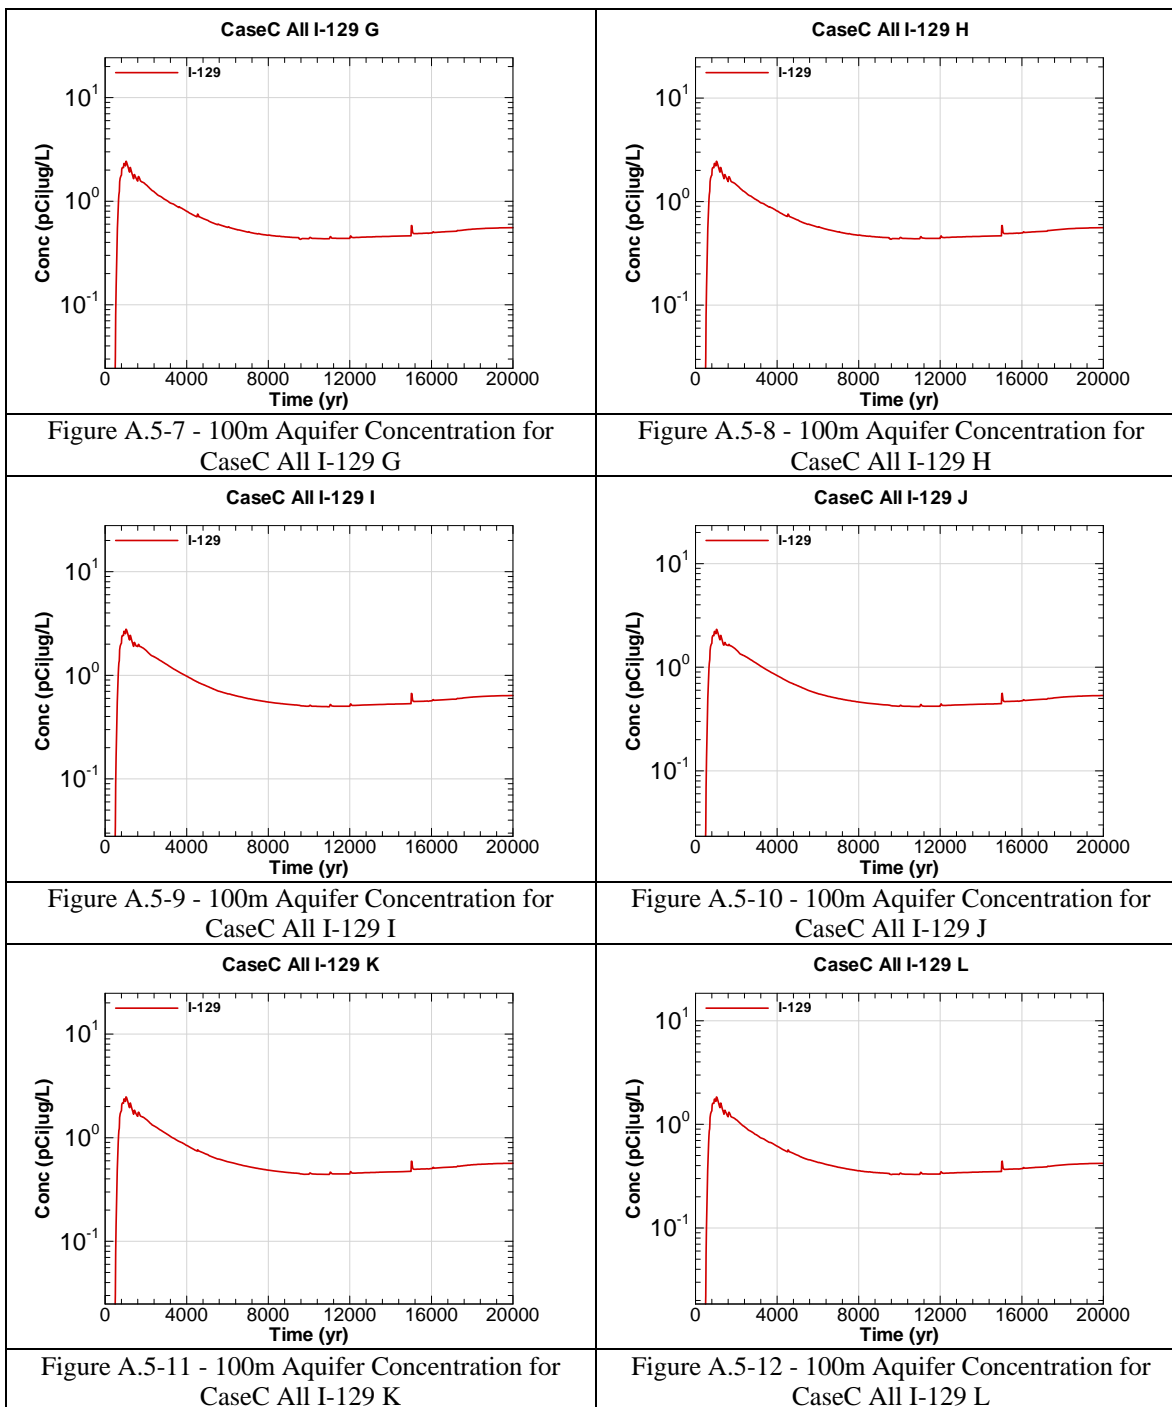 CaseC All I-129 G
I-129
10^1
10^0
10^-1
Conc (pCi|ug/L)
0 4000 8000 12000 16000 20000
Time (yr)
Figure A.5-7 - 100m Aquifer Concentration for
CaseC All I-129 G
CaseC All I-129 H
I-129
10^1
10^0
10^-1
Conc (pCi|ug/L)
0 4000 8000 12000 16000 20000
Time (yr)
Figure A.5-8 - 100m Aquifer Concentration for
CaseC All I-129 H
CaseC All I-129 I
I-129
10^1
10^0
10^-1
Conc (pCi|ug/L)
0 4000 8000 12000 16000 20000
Time (yr)
Figure A.5-9 - 100m Aquifer Concentration for
CaseC All I-129 I
CaseC All I-129 J
I-129
10^1
10^0
10^-1
Conc (pCi|ug/L)
0 4000 8000 12000 16000 20000
Time (yr)
Figure A.5-10 - 100m Aquifer Concentration for
CaseC All I-129 J
CaseC All I-129 K
I-129
10^1
10^0
10^-1
Conc (pCi|ug/L)
0 4000 8000 12000 16000 20000
Time (yr)
Figure A.5-11 - 100m Aquifer Concentration for
CaseC All I-129 K
CaseC All I-129 L
I-129
10^1
10^0
10^-1
Conc (pCi|ug/L)
0 4000 8000 12000 16000 20000
Time (yr)
Figure A.5-12 - 100m Aquifer Concentration for
CaseC All I-129 L